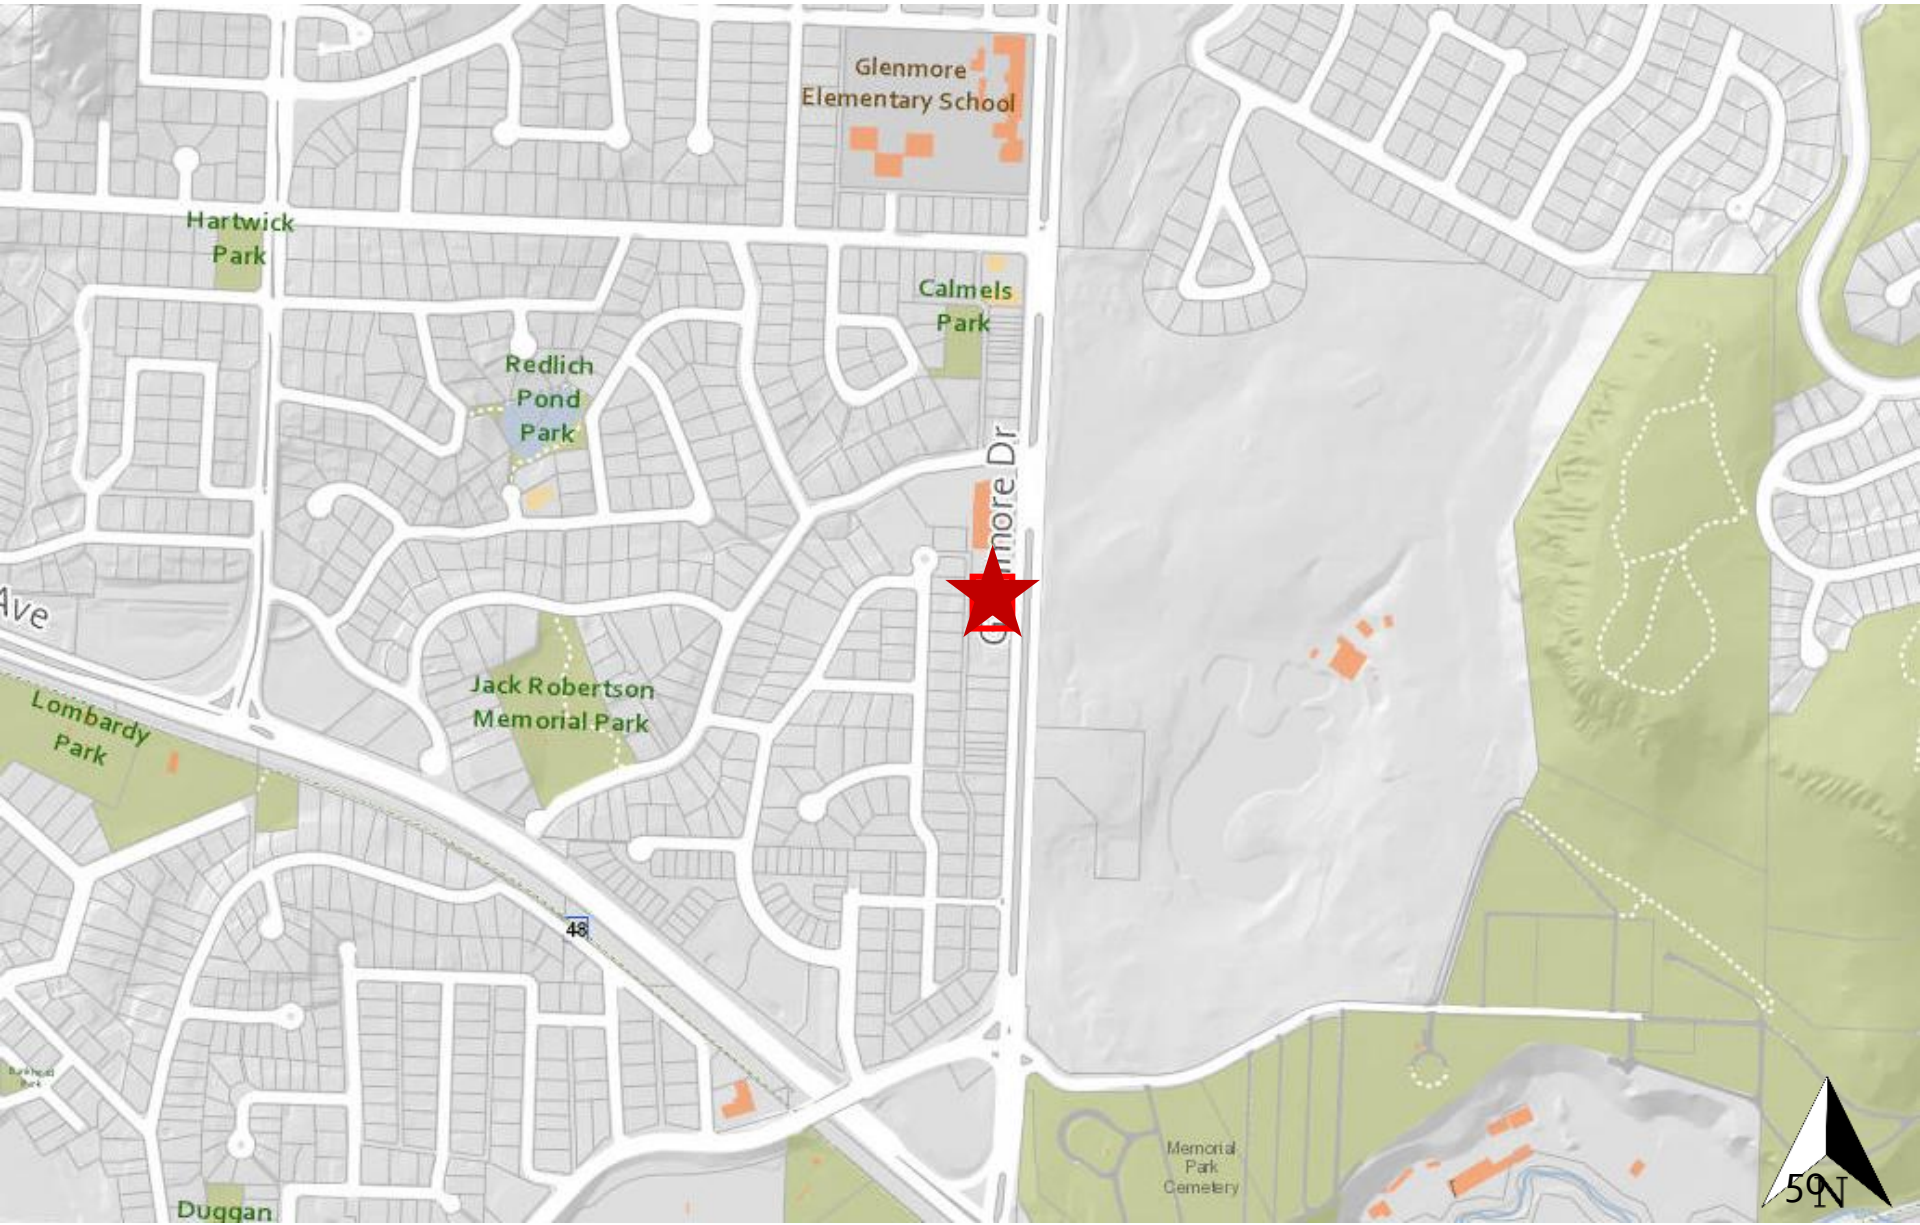 Glenmore
Elementary School
Hartwick
Park
Calmels
Park
Redlich
Pond
Park
Dr
Ave
Jack Robertson
Memorial Park
Lombardy
Park
48
Memorial
Park
Cemetery
Duggan
59
N